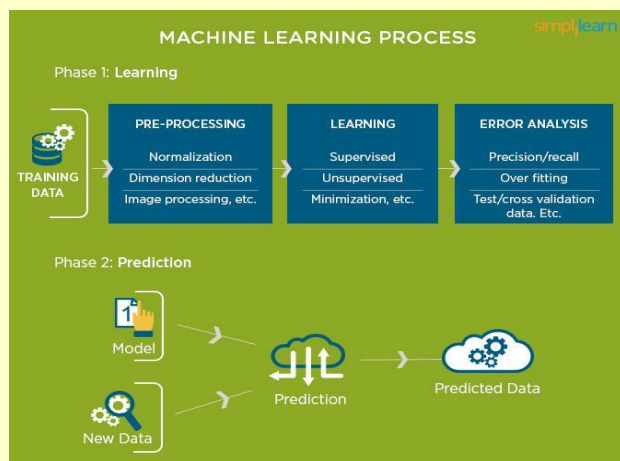 simplilearn
MACHINE LEARNING PROCESS
Phase 1: Learning
TRAINING
DATA
PRE-PROCESSING
Normalization
Dimension reduction
Image processing, etc.
LEARNING
Supervised
Unsupervised
Minimization, etc.
ERROR ANALYSIS
Precision/recall
Over fitting
Test/cross validation
data. Etc.
Phase 2: Prediction
1
Model
New Data
Prediction
Predicted Data